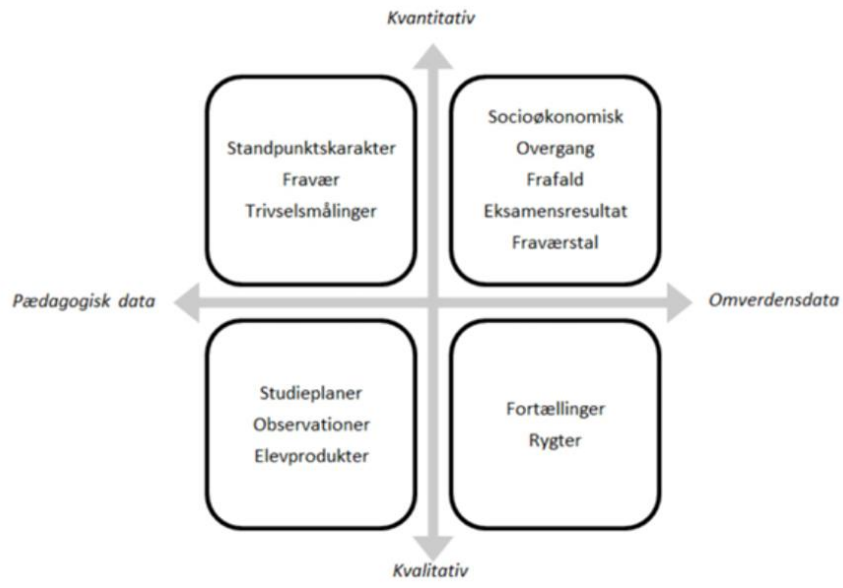 Kvantitativ
Standpunktskarakter
Fravær
Trivselsmålinger
Socioøkonomisk
Overgang
Frafald
Eksamensresultat
Fraværstal
Pædagogisk data
Omverdensdata
Studieplaner
Observationer
Elevprodukter
Fortællinger
Rygter
Kvalitativ